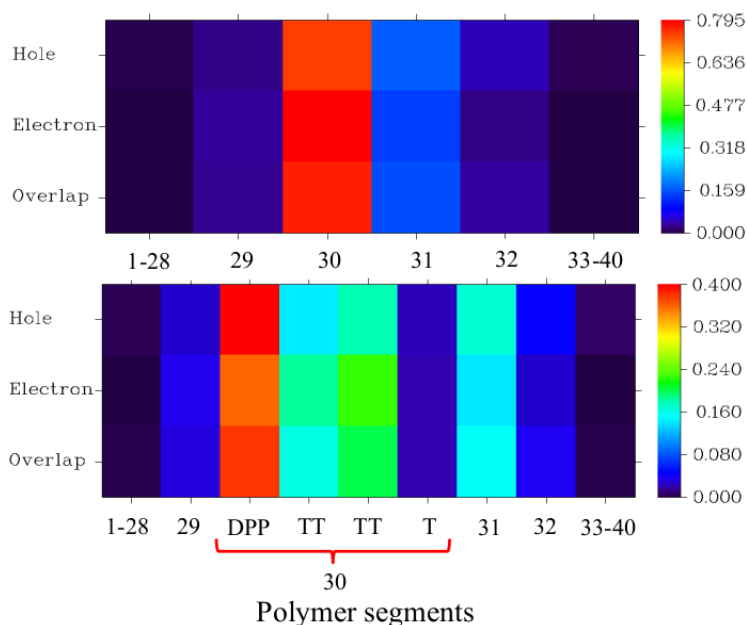 Hole
Electron
Overlap
0.795
0.636
0.477
0.318
0.159
0.000
1-28 29 30 31 32 33-40
Hole
Electron
Overlap
0.400
0.320
0.240
0.160
0.080
0.000
1-28 29 DPP TT TT T 31 32 33-40
30
Polymer segments